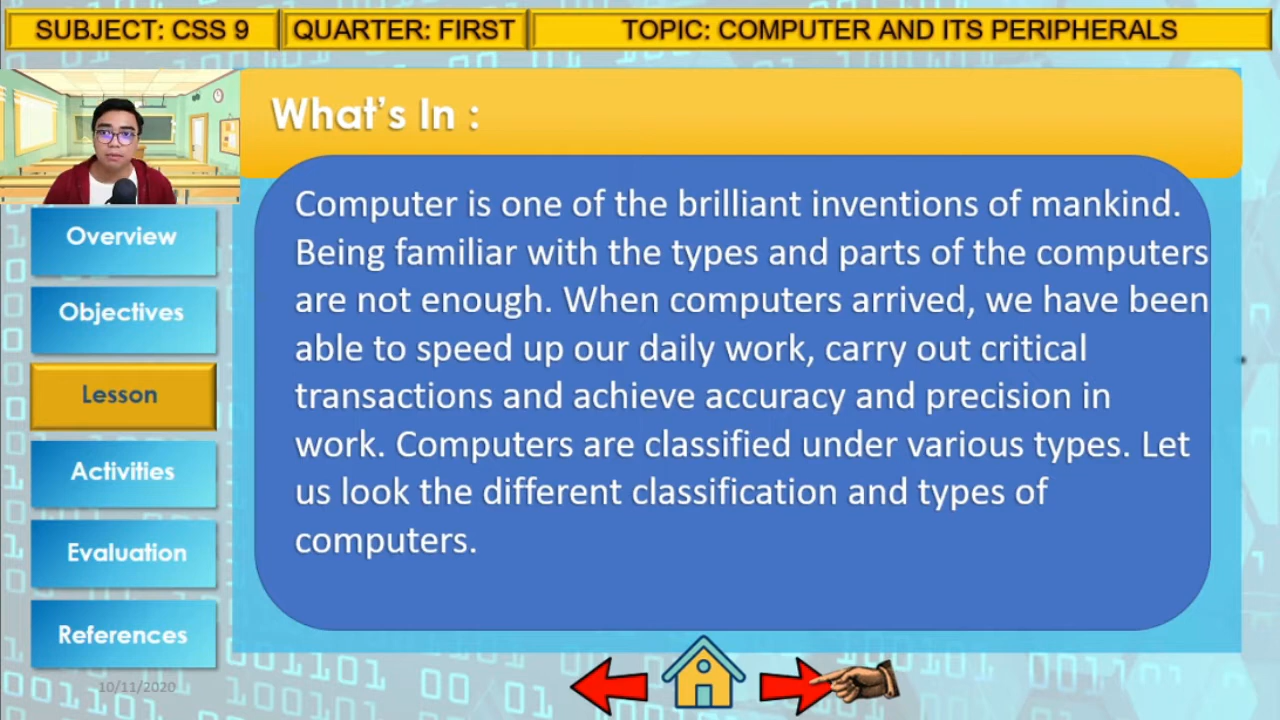 SUBJECT: CSS 9
QUARTER: FIRST
TOPIC: COMPUTER AND ITS PERIPHERALS
What's In :
Computer is one of the brilliant inventions of mankind.
Being familiar with the types and parts of the computers
are not enough. When computers arrived, we have been
able to speed up our daily work, carry out critical
transactions and achieve accuracy and precision in
work. Computers are classified under various types. Let
us look the different classification and types of
computers.
Overview
Objectives
Lesson
Activities
Evaluation
References
10/11/2020